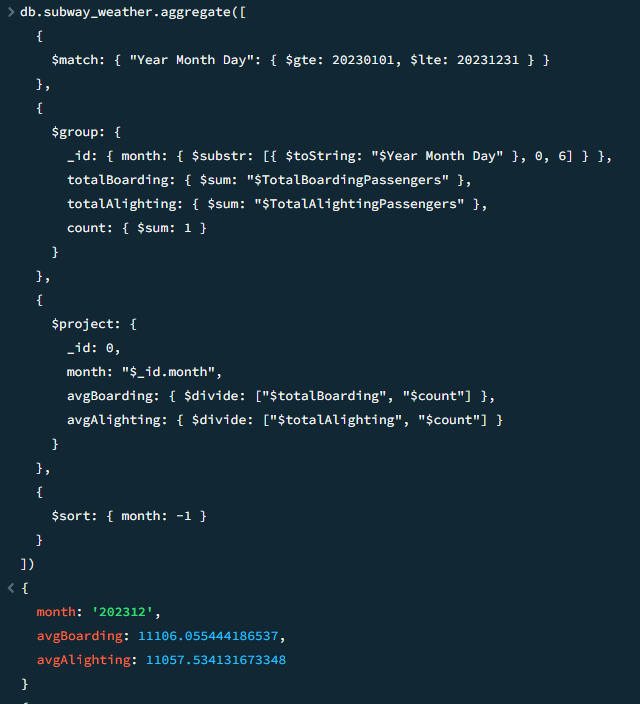 db.subway_weather.aggregate([
{
$match: { "Year Month Day": { $gte: 20230101, $lte: 20231231 } }
},
{
$group: {
_id: { month: { $substr: [{ $toString: "$Year Month Day" }, 0, 6] } },
totalBoarding: { $sum: "$TotalBoardingPassengers" },
totalAlighting: { $sum: "$TotalAlightingPassengers" },
count: { $sum: 1 }
}
},
{
$project: {
_id: 0,
month: "$_id.month",
avgBoarding: { $divide: ["$totalBoarding", "$count"] },
avgAlighting: { $divide: ["$totalAlighting", "$count"] }
}
},
{
$sort: { month: -1 }
}
])
{
month: '202312',
avgBoarding: 11106.055444186537,
avgAlighting: 11057.534131673348
}